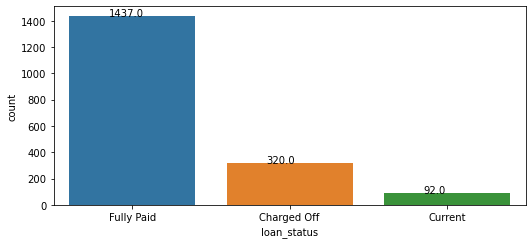 1437.0
1400
1200
1000
800
600
400
200
0
count
320.0
92.0
Fully Paid
Charged Off
Current
loan_status